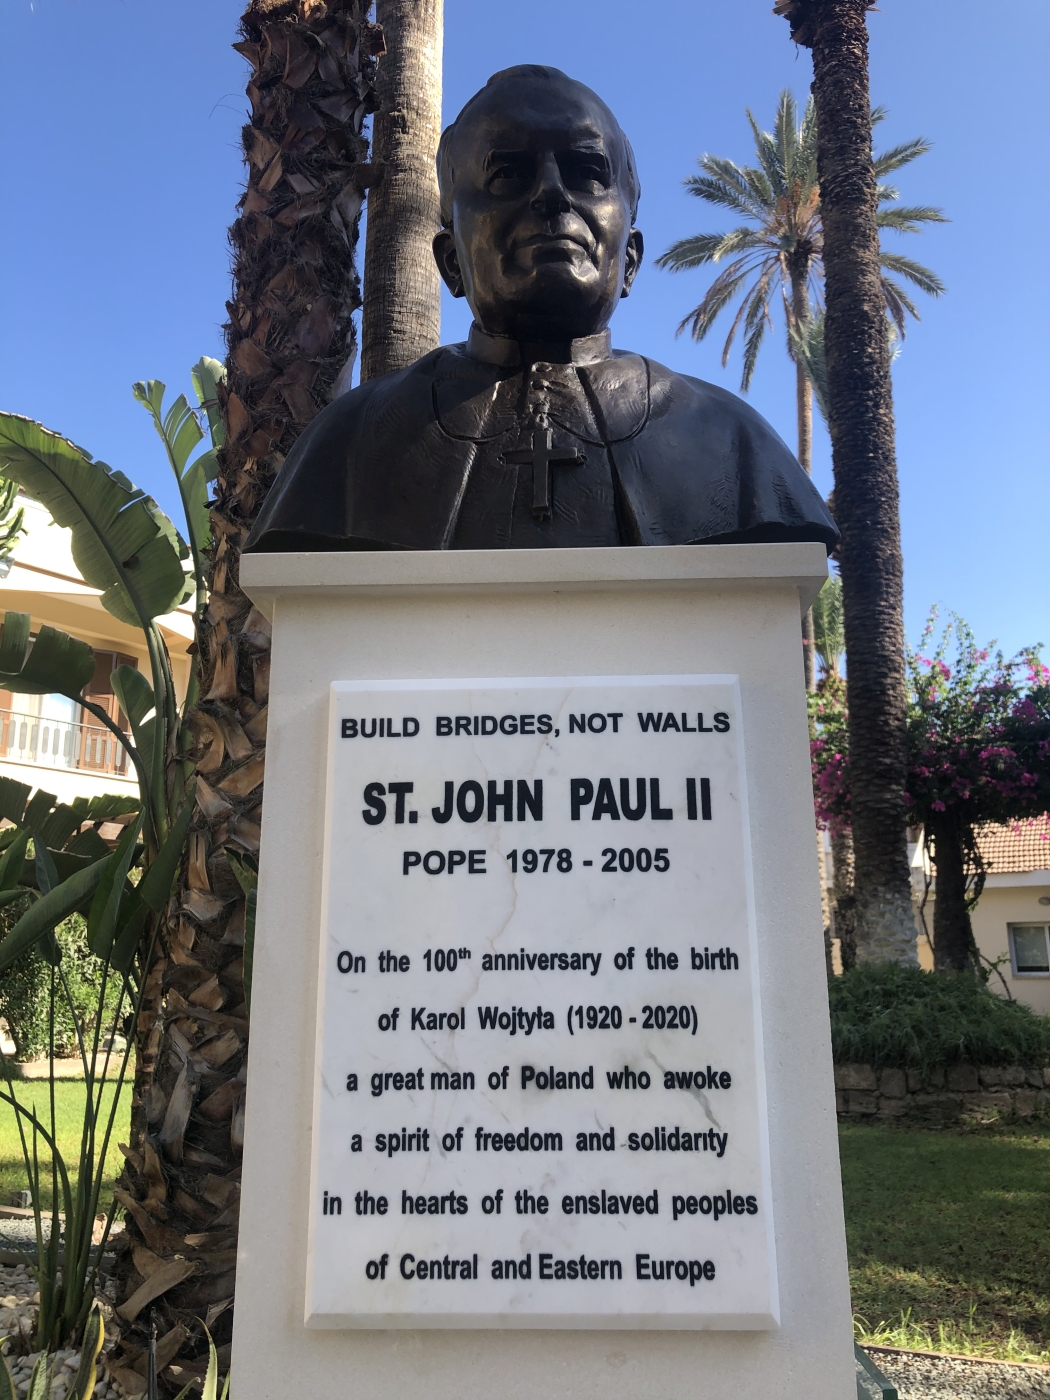 BUILD BRIDGES, NOT WALLS
ST. JOHN PAUL II
POPE 1978 - 2005
On the 100th anniversary of the birth
of Karol Wojtyła (1920 - 2020)
a great man of Poland who awoke
a spirit of freedom and solidarity
in the hearts of the enslaved peoples
of Central and Eastern Europe